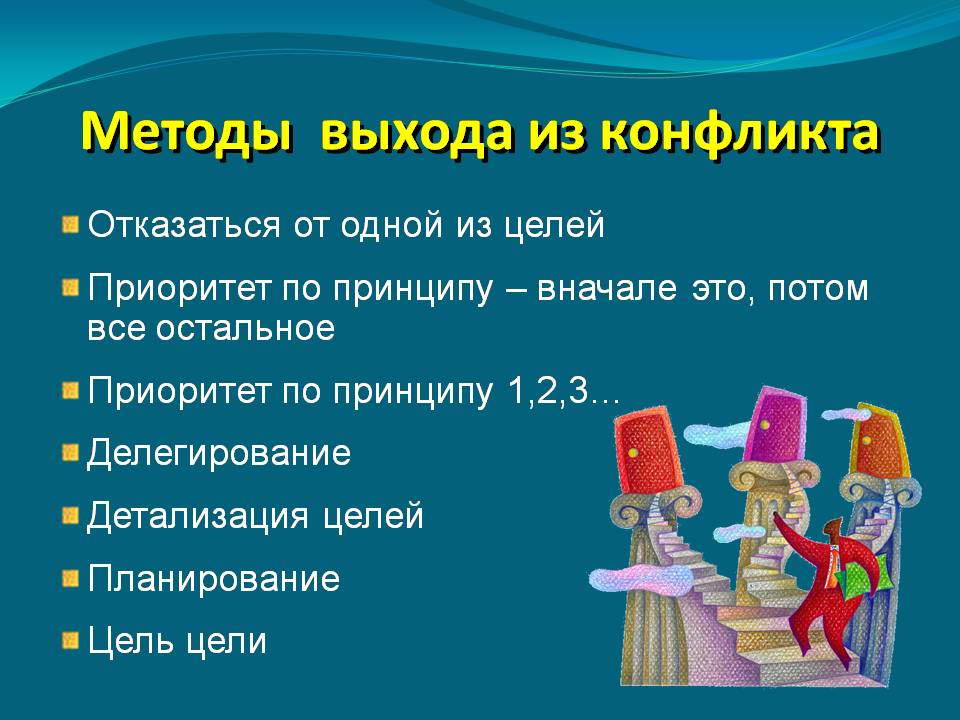 Методы выхода из конфликта
Отказаться от одной из целей
Приоритет по принципу – вначале это, потом
все остальное
Приоритет по принципу 1,2,3…
Делегирование
Детализация целей
Планирование
Цель цели